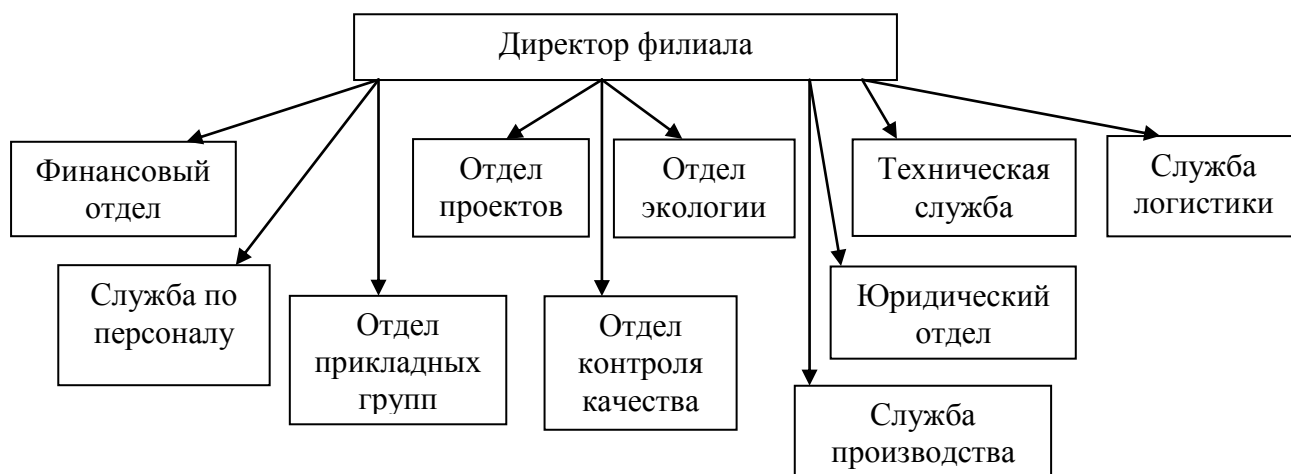 Директор филиала
Финансовый
отдел
Отдел
проектов
Отдел
экологии
Техническая
служба
Служба
логистики
Служба по
персоналу
Отдел
прикладных
групп
Отдел
контроля
качества
Юридический
отдел
Служба
производства